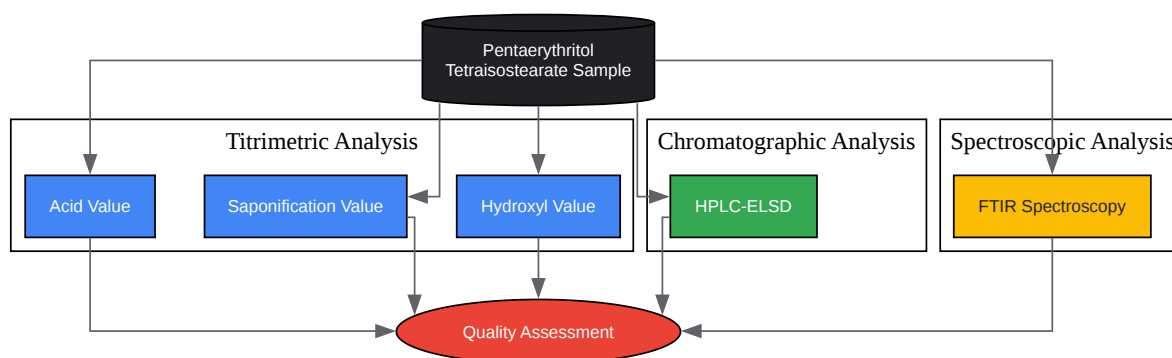 Pentaerythritol
Tetraisostearate Sample
Titrimetric Analysis
Chromatographic Analysis
Spectroscopic Analysis
Acid Value
Saponification Value
Hydroxyl Value
HPLC-ELSD
FTIR Spectroscopy
Quality Assessment